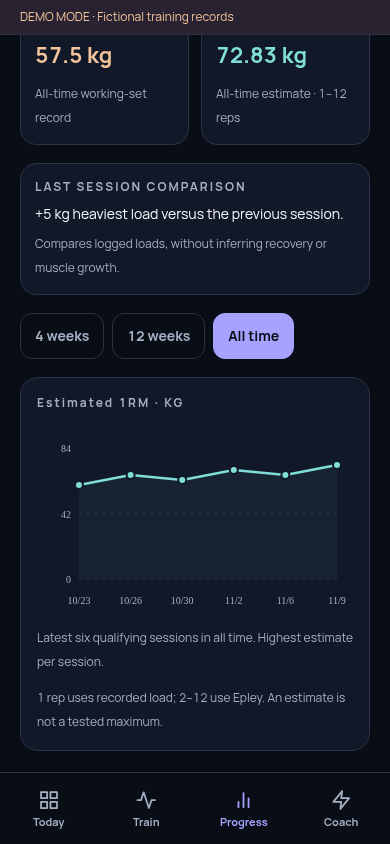 DEMO MODE · Fictional training records
57.5 kg
72.83 kg
All-time working-set
record
All-time estimate · 1–12
reps
LAST SESSION COMPARISON
+5 kg heaviest load versus the previous session.
Compares logged loads, without inferring recovery or
muscle growth.
4 weeks
12 weeks
All time
Estimated 1RM · KG
84
42
0
10/23
10/26
10/30
11/2
11/6
11/9
Latest six qualifying sessions in all time. Highest estimate
per session.
1 rep uses recorded load; 2–12 use Epley. An estimate is
not a tested maximum.
Today
Train
Progress
Coach